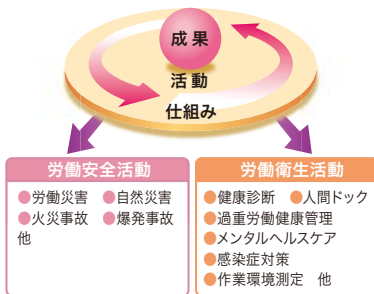 成果
活動
仕組み
労働安全活動
●労働災害 ●自然災害
●火災事故 ●爆発事故
他
労働衛生活動
●健康診断 ●人間ドック
●過重労働健康管理
●メンタルヘルスケア
●感染症対策
●作業環境測定 他